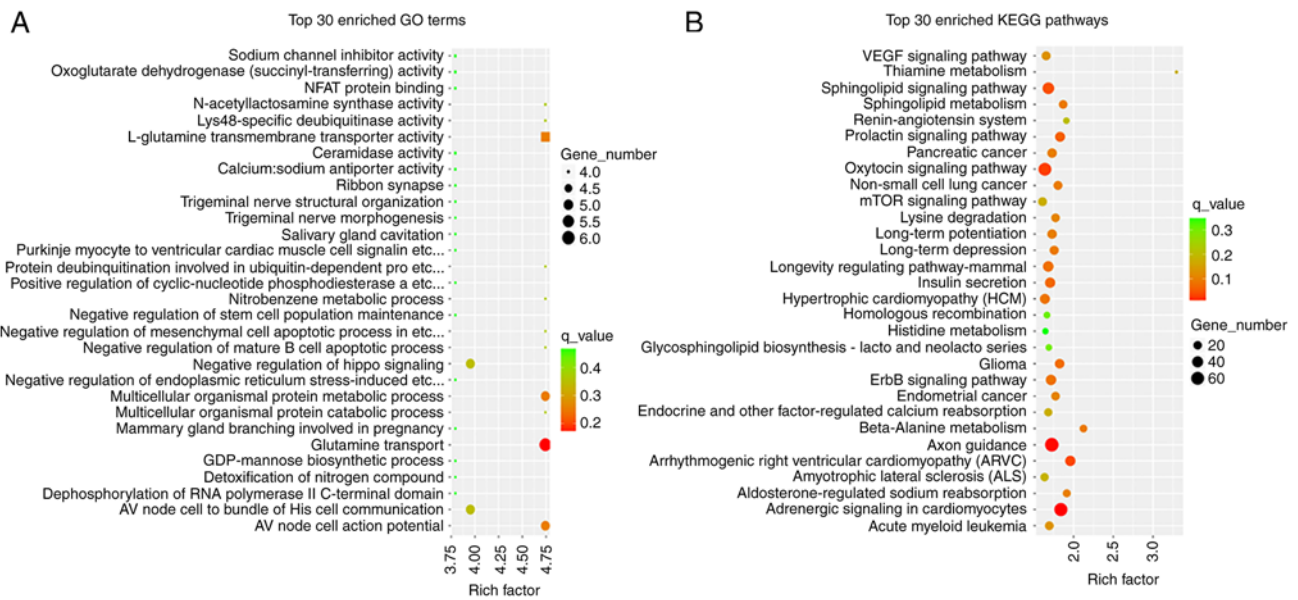 A
Top 30 enriched GO terms
Sodium channel inhibitor activity
Oxoglutarate dehydrogenase (succinyl-transferring) activity
NFAT protein binding
N-acetyllactosamine synthase activity
Lys48-specific deubiquitinase activity
L-glutamine transmembrane transporter activity
Ceramidase activity
Calcium:sodium antiporter activity
Ribbon synapse
Trigeminal nerve structural organization
Trigeminal nerve morphogenesis
Salivary gland cavitation
Purkinje myocyte to ventricular cardiac muscle cell signalin etc...
Protein deubinquitination involved in ubiquitin-dependent pro etc...
Positive regulation of cyclic-nucleotide phosphodiesterase a etc...
Nitrobenzene metabolic process
Negative regulation of stem cell population maintenance
Negative regulation of mesenchymal cell apoptotic process in etc...
Negative regulation of mature B cell apoptotic process
Negative regulation of hippo signaling
Negative regulation of endoplasmic reticulum stress-induced etc...
Multicellular organismal protein metabolic process
Multicellular organismal protein catabolic process
Mammary gland branching involved in pregnancy
Glutamine transport
GDP-mannose biosynthetic process
Detoxification of nitrogen compound
Dephosphorylation of RNA polymerase II C-terminal domain
AV node cell to bundle of His cell communication
AV node cell action potential
3.75 4.00 4.25 4.50 4.75
Rich factor
Gene_number
4.0
4.5
5.0
5.5
6.0
q_value
0.4
0.3
0.2
B
Top 30 enriched KEGG pathways
VEGF signaling pathway
Thiamine metabolism
Sphingolipid signaling pathway
Sphingolipid metabolism
Renin-angiotensin system
Prolactin signaling pathway
Pancreatic cancer
Oxytocin signaling pathway
Non-small cell lung cancer
mTOR signaling pathway
Lysine degradation
Long-term potentiation
Long-term depression
Longevity regulating pathway-mammal
Insulin secretion
Hypertrophic cardiomyopathy (HCM)
Homologous recombination
Histidine metabolism
Glycosphingolipid biosynthesis - lacto and neolacto series
Glioma
ErbB signaling pathway
Endometrial cancer
Endocrine and other factor-regulated calcium reabsorption
Beta-Alanine metabolism
Axon guidance
Arrhythmogenic right ventricular cardiomyopathy (ARVC)
Amyotrophic lateral sclerosis (ALS)
Aldosterone-regulated sodium reabsorption
Adrenergic signaling in cardiomyocytes
Acute myeloid leukemia
2.0 2.5 3.0
Rich factor
q_value
0.3
0.2
0.1
Gene_number
20
40
60